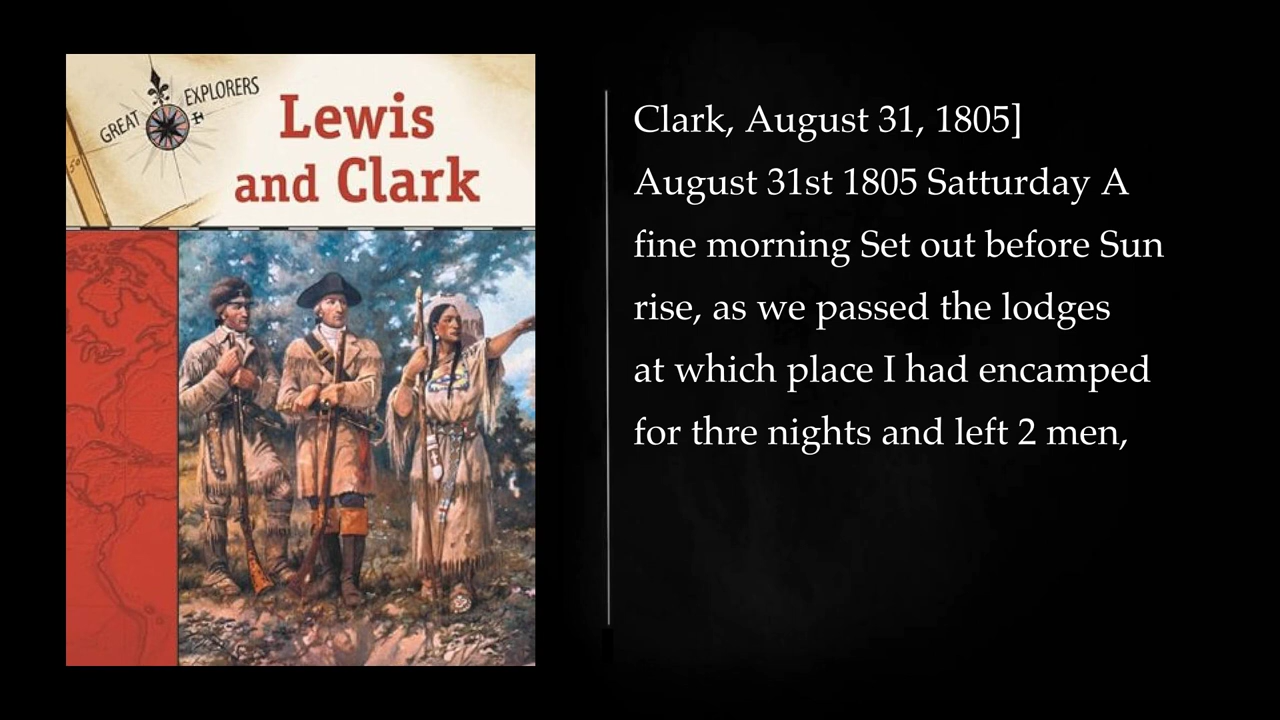 GREAT EXPLORERS
Lewis
and Clark
50
Clark, August 31, 1805]
August 31st 1805 Satturday A
fine morning Set out before Sun
rise, as we passed the lodges
at which place I had encamped
for thre nights and left 2 men,